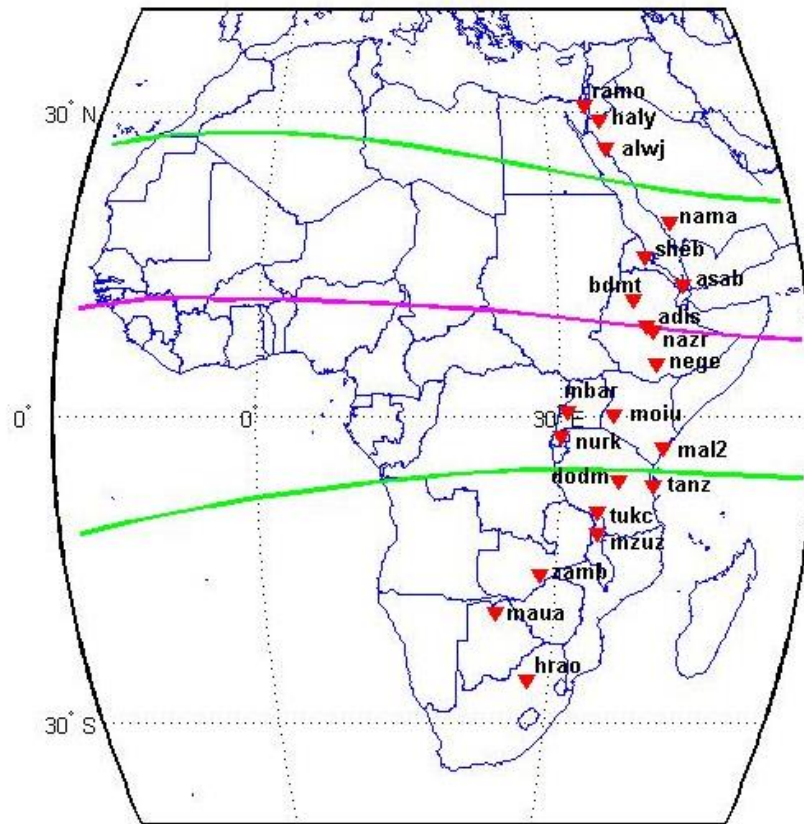 ramo
30° N
haly
alwj
nama
sheb
asab
bdmt
adis
nazr
nege
mbar
0° 0° 30° E moiu
nurk
mal2
dodm
tanz
tukc
mzuz
zamb
maua
hrao
30° S